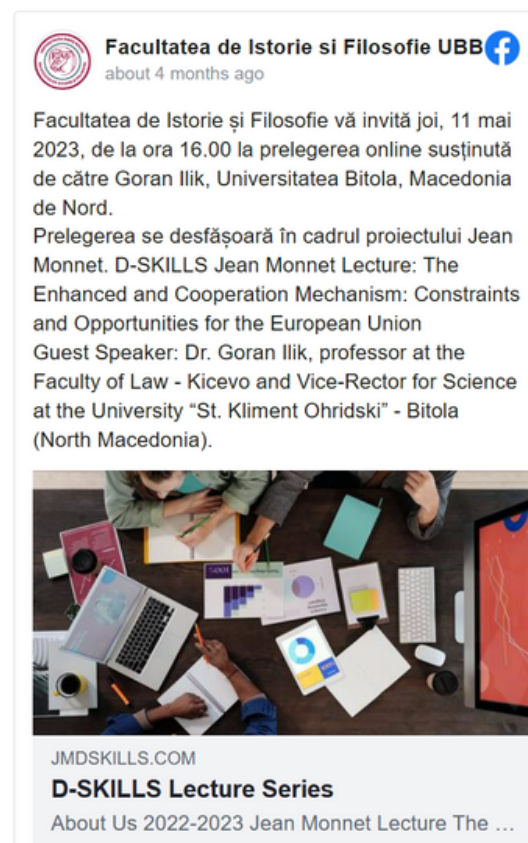 Facultatea de Istorie si Filosofie UBB
about 4 months ago
Facultatea de Istorie și Filosofie vă invită joi, 11 mai
2023, de la ora 16.00 la prelegerea online susținută
de către Goran Ilik, Universitatea Bitola, Macedonia
de Nord.
Prelegerea se desfășoară în cadrul proiectului Jean
Monnet. D-SKILLS Jean Monnet Lecture: The
Enhanced and Cooperation Mechanism: Constraints
and Opportunities for the European Union
Guest Speaker: Dr. Goran Ilik, professor at the
Faculty of Law - Kicevo and Vice-Rector for Science
at the University “St. Kliment Ohridski” - Bitola
(North Macedonia).
JMDSKILLS.COM
D-SKILLS Lecture Series
About Us 2022-2023 Jean Monnet Lecture The ...